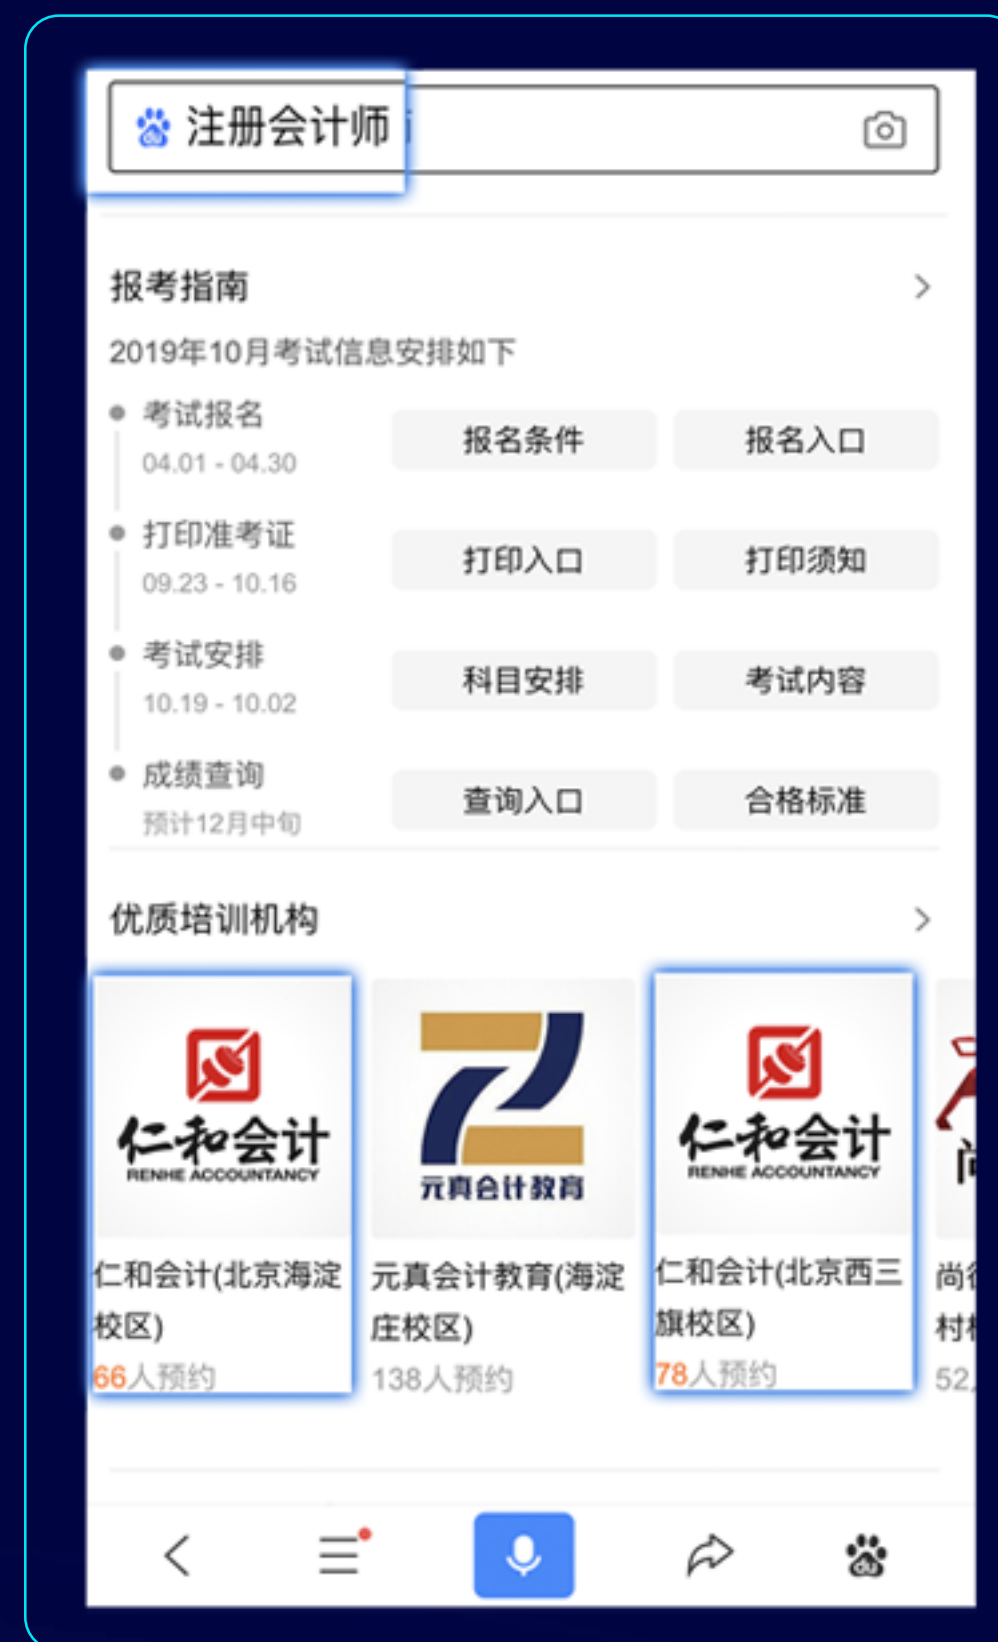 注册会计师
报考指南
2019年10月考试信息安排如下
考试报名
04.01 - 04.30
报名条件
报名入口
打印准考证
09.23 - 10.16
打印入口
打印须知
考试安排
10.19 - 10.02
科目安排
考试内容
成绩查询
预计12月中旬
查询入口
合格标准
优质培训机构
仁和会计
RENHE ACCOUNTANCY
仁和会计(北京海淀
校区)
66人预约
元真会计教育
元真会计教育(海淀
庄校区)
138人预约
仁和会计
RENHE ACCOUNTANCY
仁和会计(北京西三
旗校区)
78人预约
尚
村
52
du